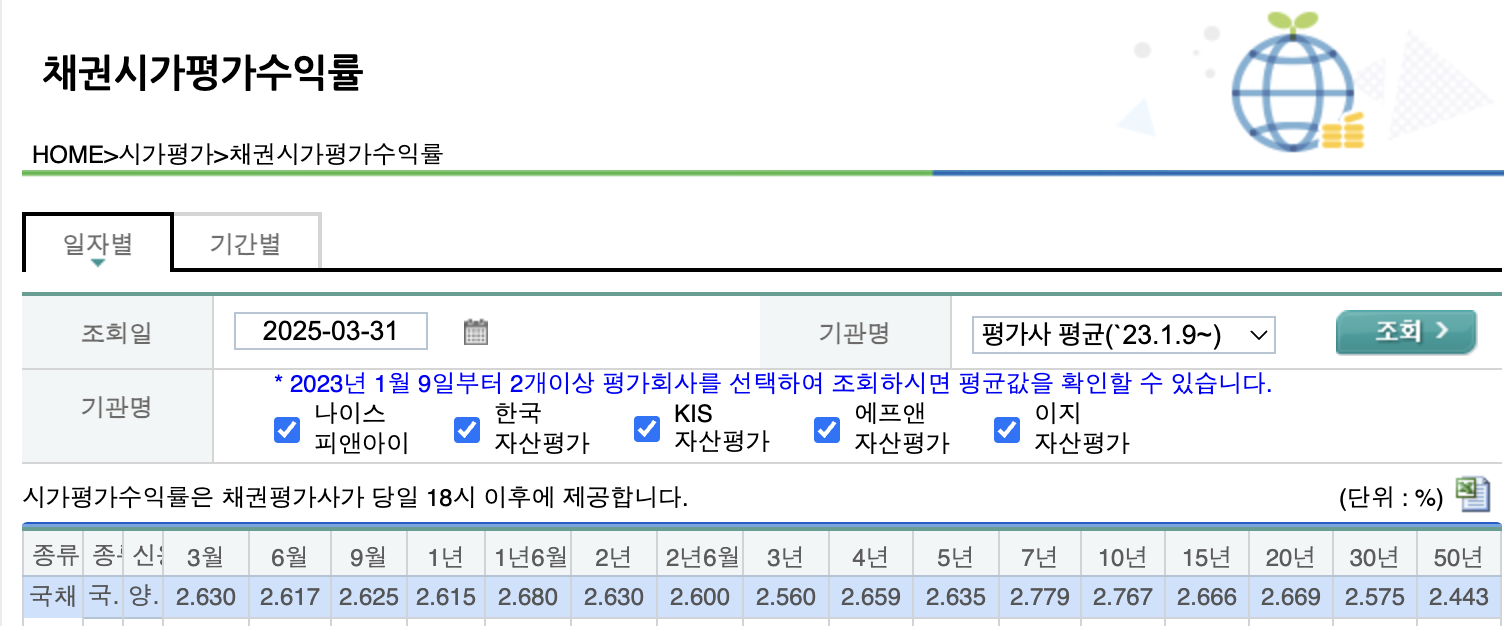 채권시가평가수익률
HOME>시가평가>채권시가평가수익률
일자별 기간별
조회일 2025-03-31 기관명 평가사 평균(`23.1.9~) 조회
* 2023년 1월 9일부터 2개이상 평가회사를 선택하여 조회하시면 평균값을 확인할 수 있습니다.
기관명 나이스 피앤아이 한국 자산평가 KIS 자산평가 에프앤 자산평가 이지 자산평가
시가평가수익률은 채권평가사가 당일 18시 이후에 제공합니다. (단위 : %)
종류 3월 6월 9월 1년 1년6월 2년 2년6월 3년 4년 5년 7년 10년 15년 20년 30년 50년
국채 국. 양. 2.630 2.617 2.625 2.615 2.680 2.630 2.600 2.560 2.659 2.635 2.779 2.767 2.666 2.669 2.575 2.443